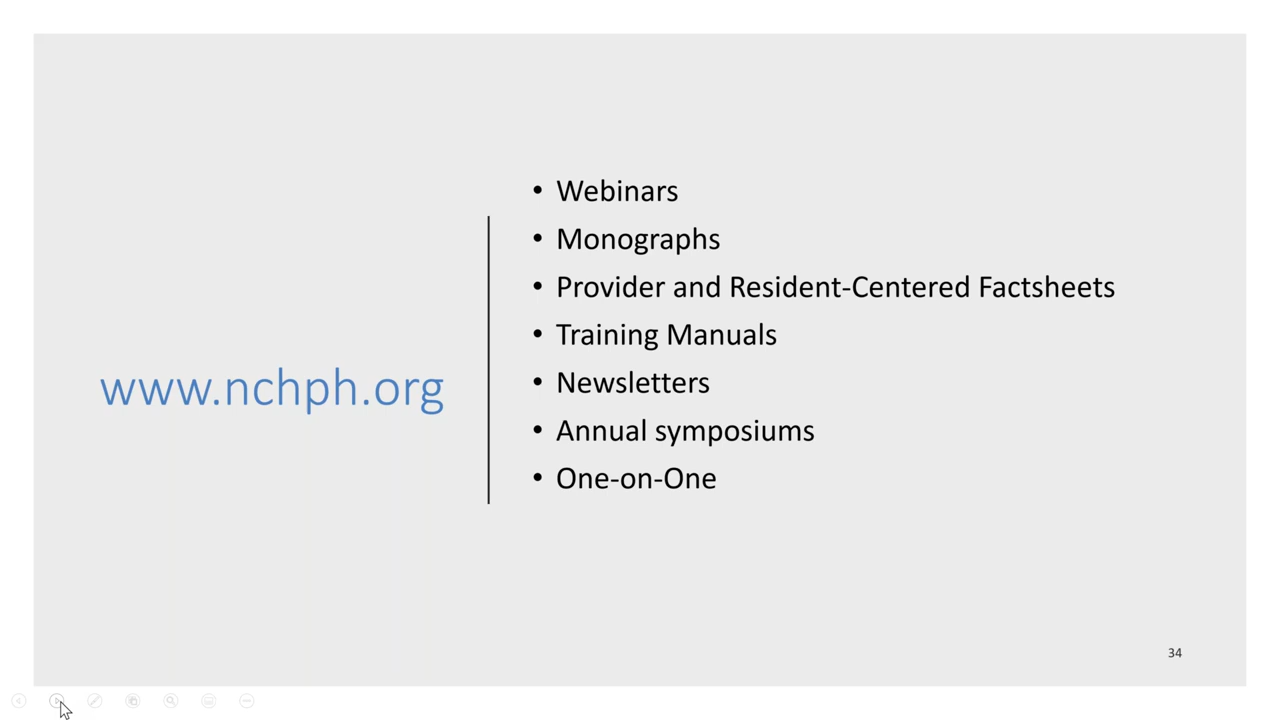 www.nchph.org
• Webinars
• Monographs
• Provider and Resident-Centered Factsheets
• Training Manuals
• Newsletters
• Annual symposiums
• One-on-One
34